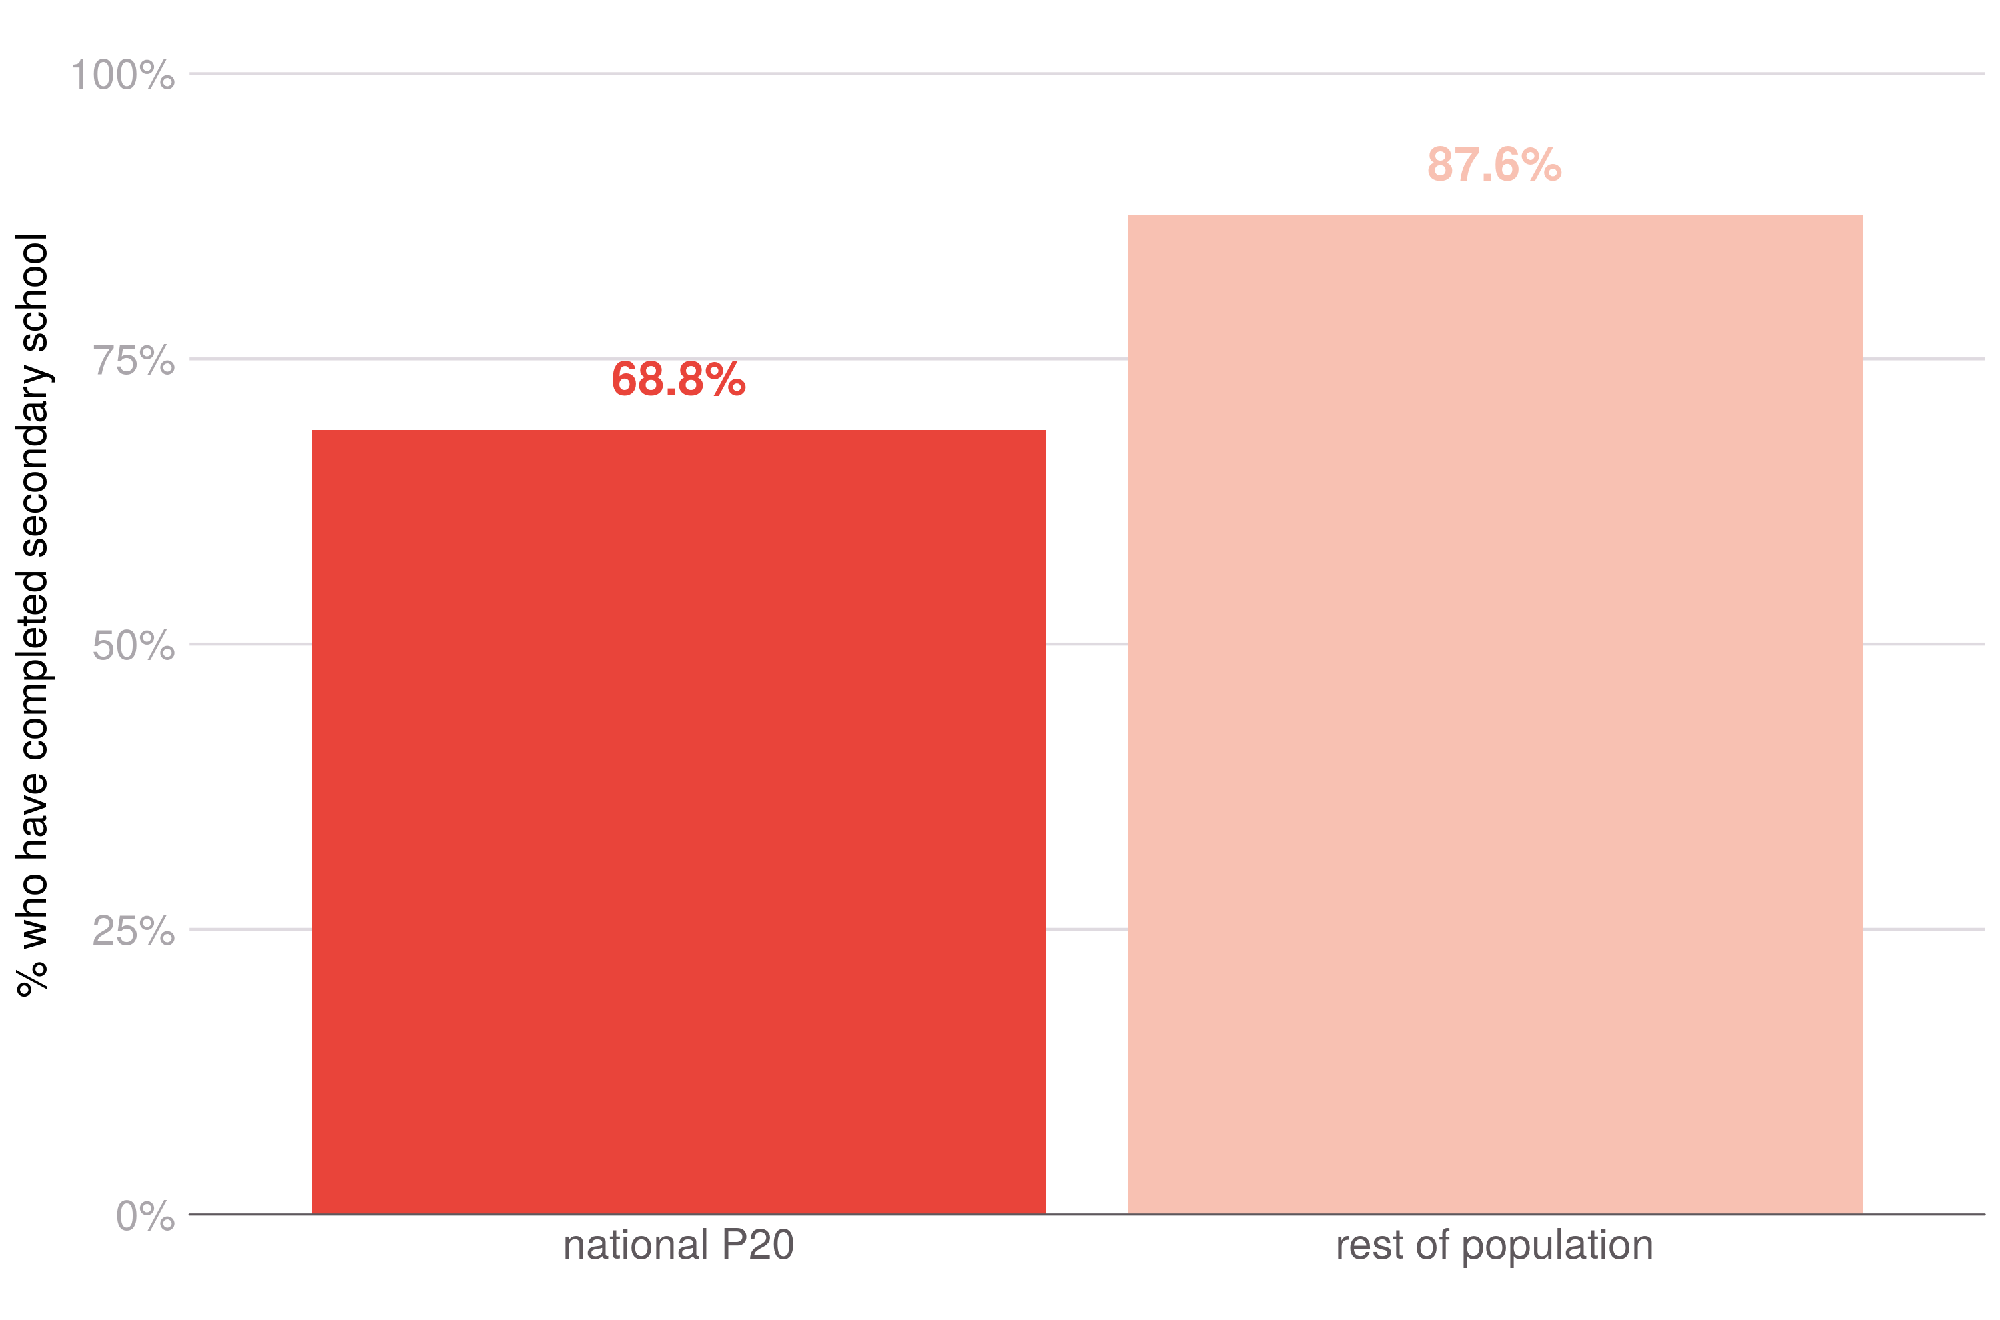 % who have completed secondary school
100%
75%
50%
25%
0%
68.8%
87.6%
national P20
rest of population